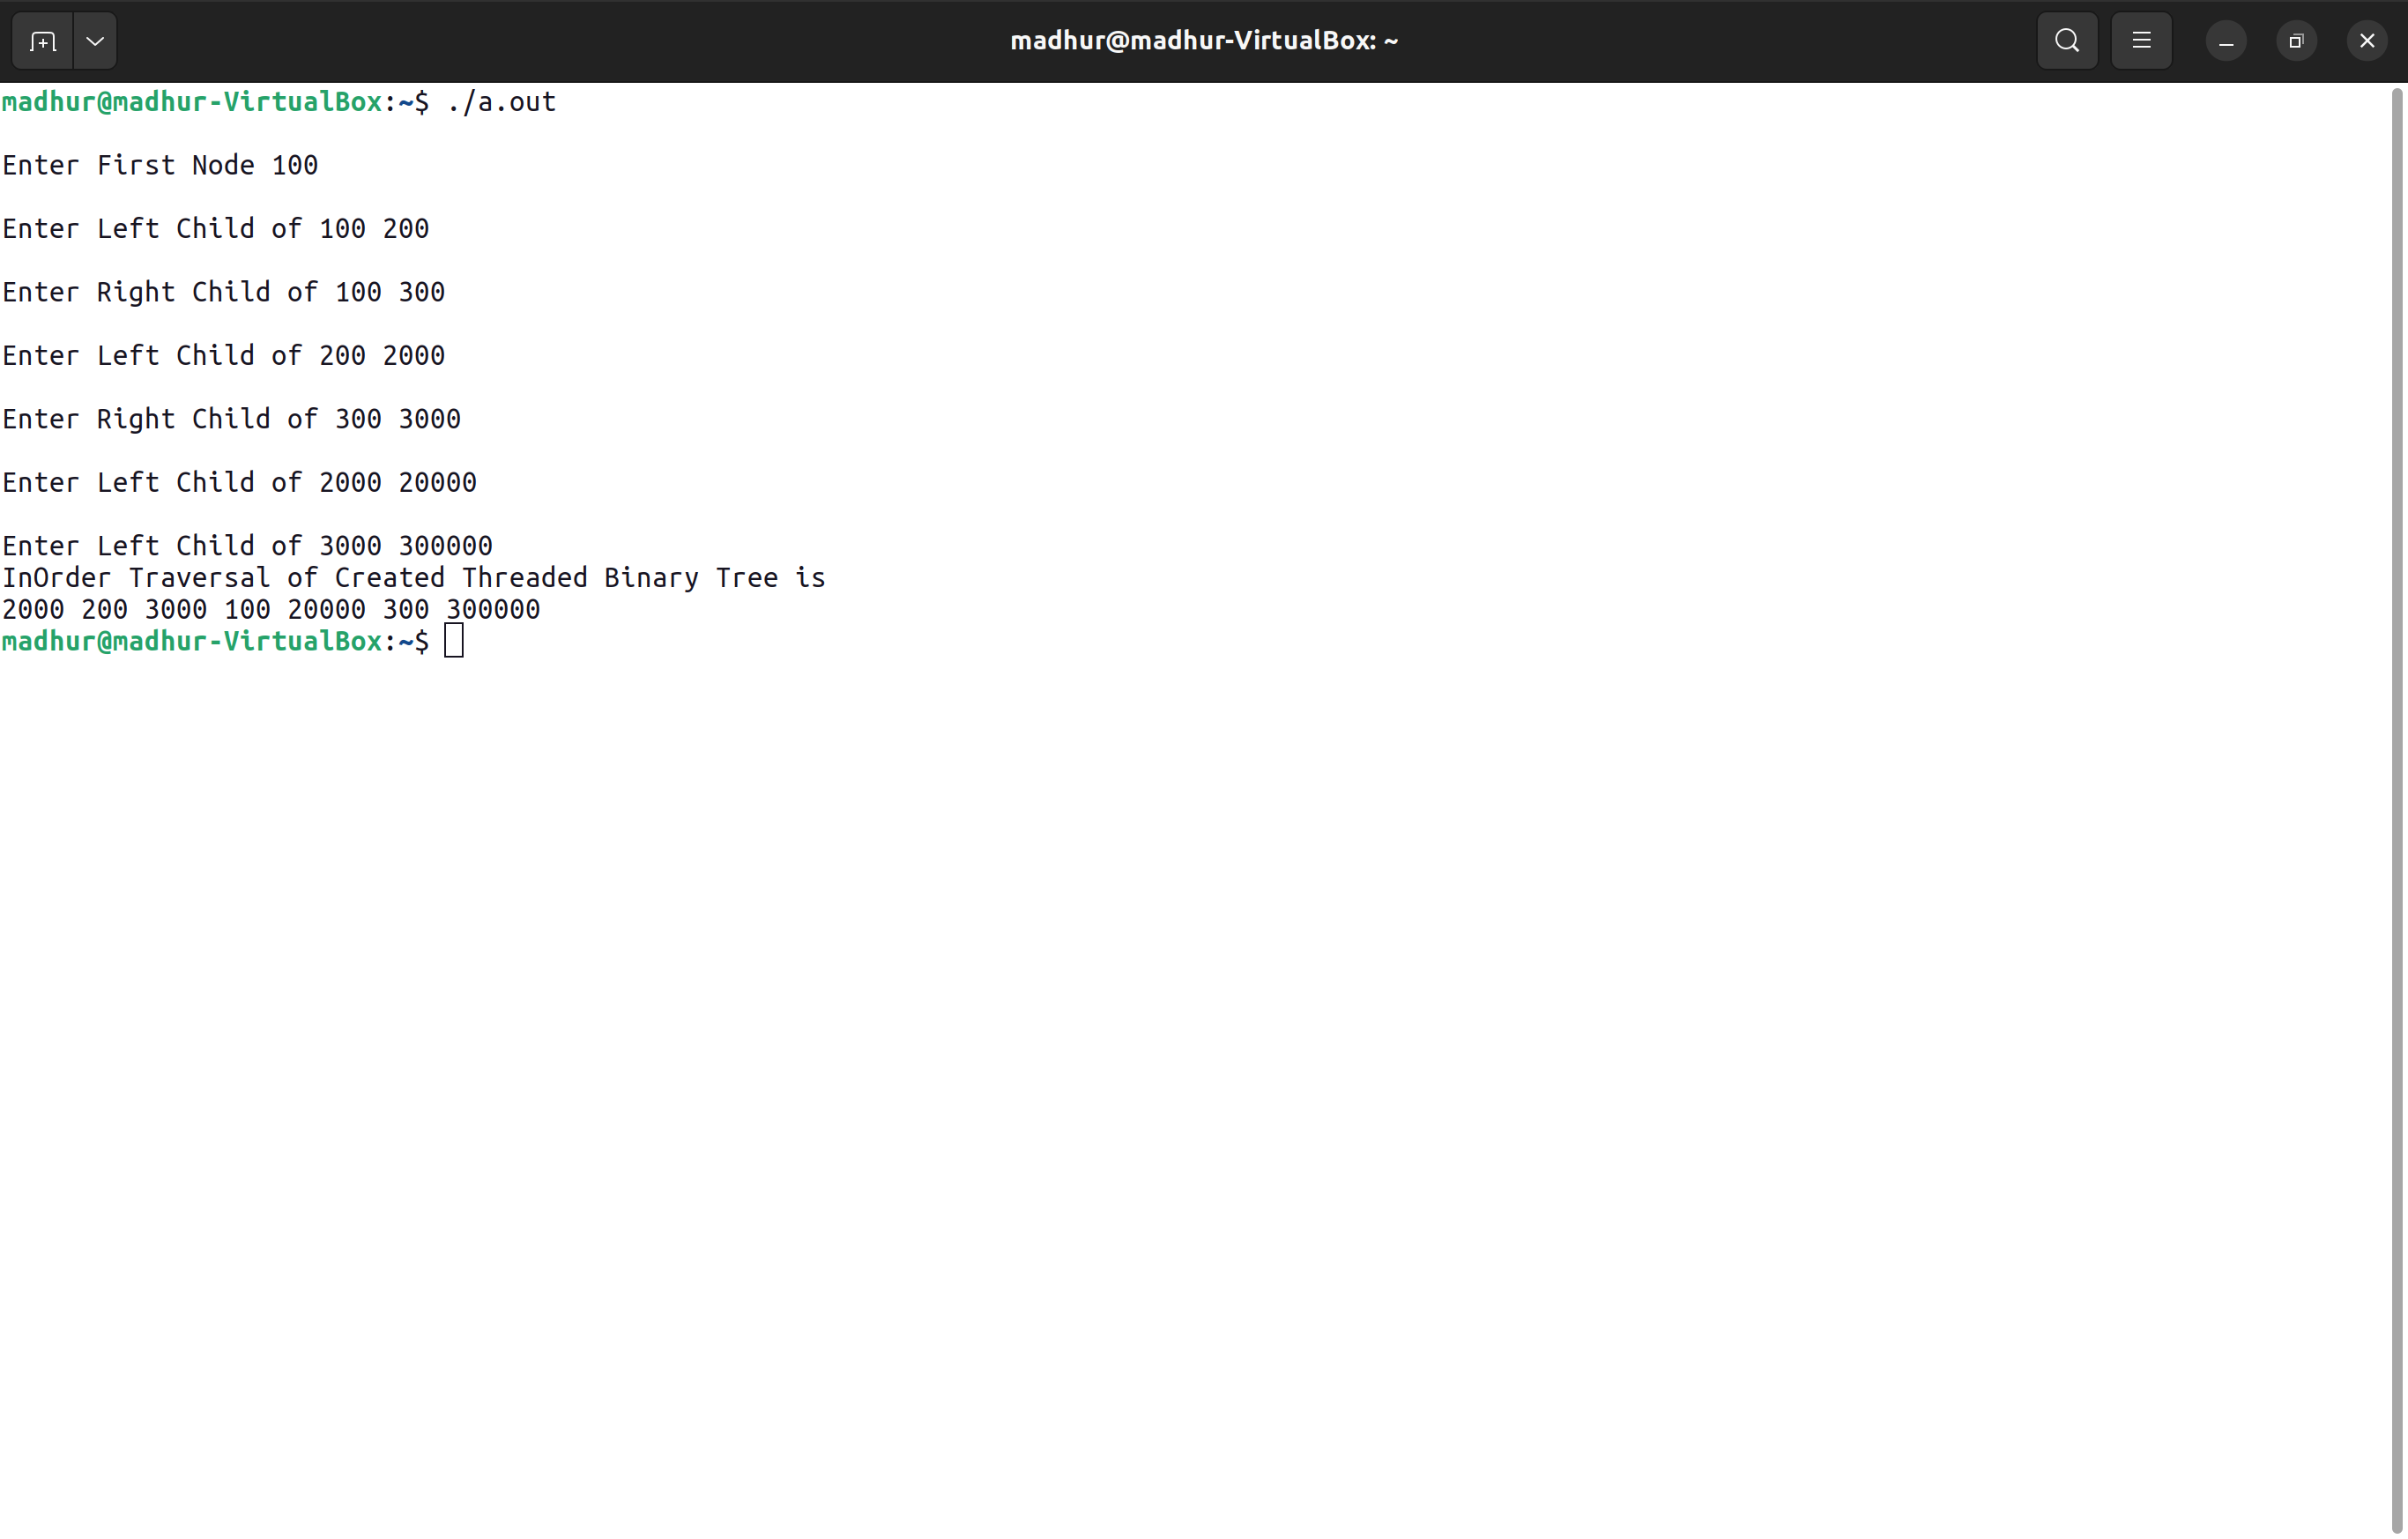 madhur@madhur-VirtualBox: ~
madhur@madhur-VirtualBox:~$ ./a.out
Enter First Node 100
Enter Left Child of 100 200
Enter Right Child of 100 300
Enter Left Child of 200 2000
Enter Right Child of 300 3000
Enter Left Child of 2000 20000
Enter Left Child of 3000 300000
InOrder Traversal of Created Threaded Binary Tree is
2000 200 3000 100 20000 300 300000
madhur@madhur-VirtualBox:~$